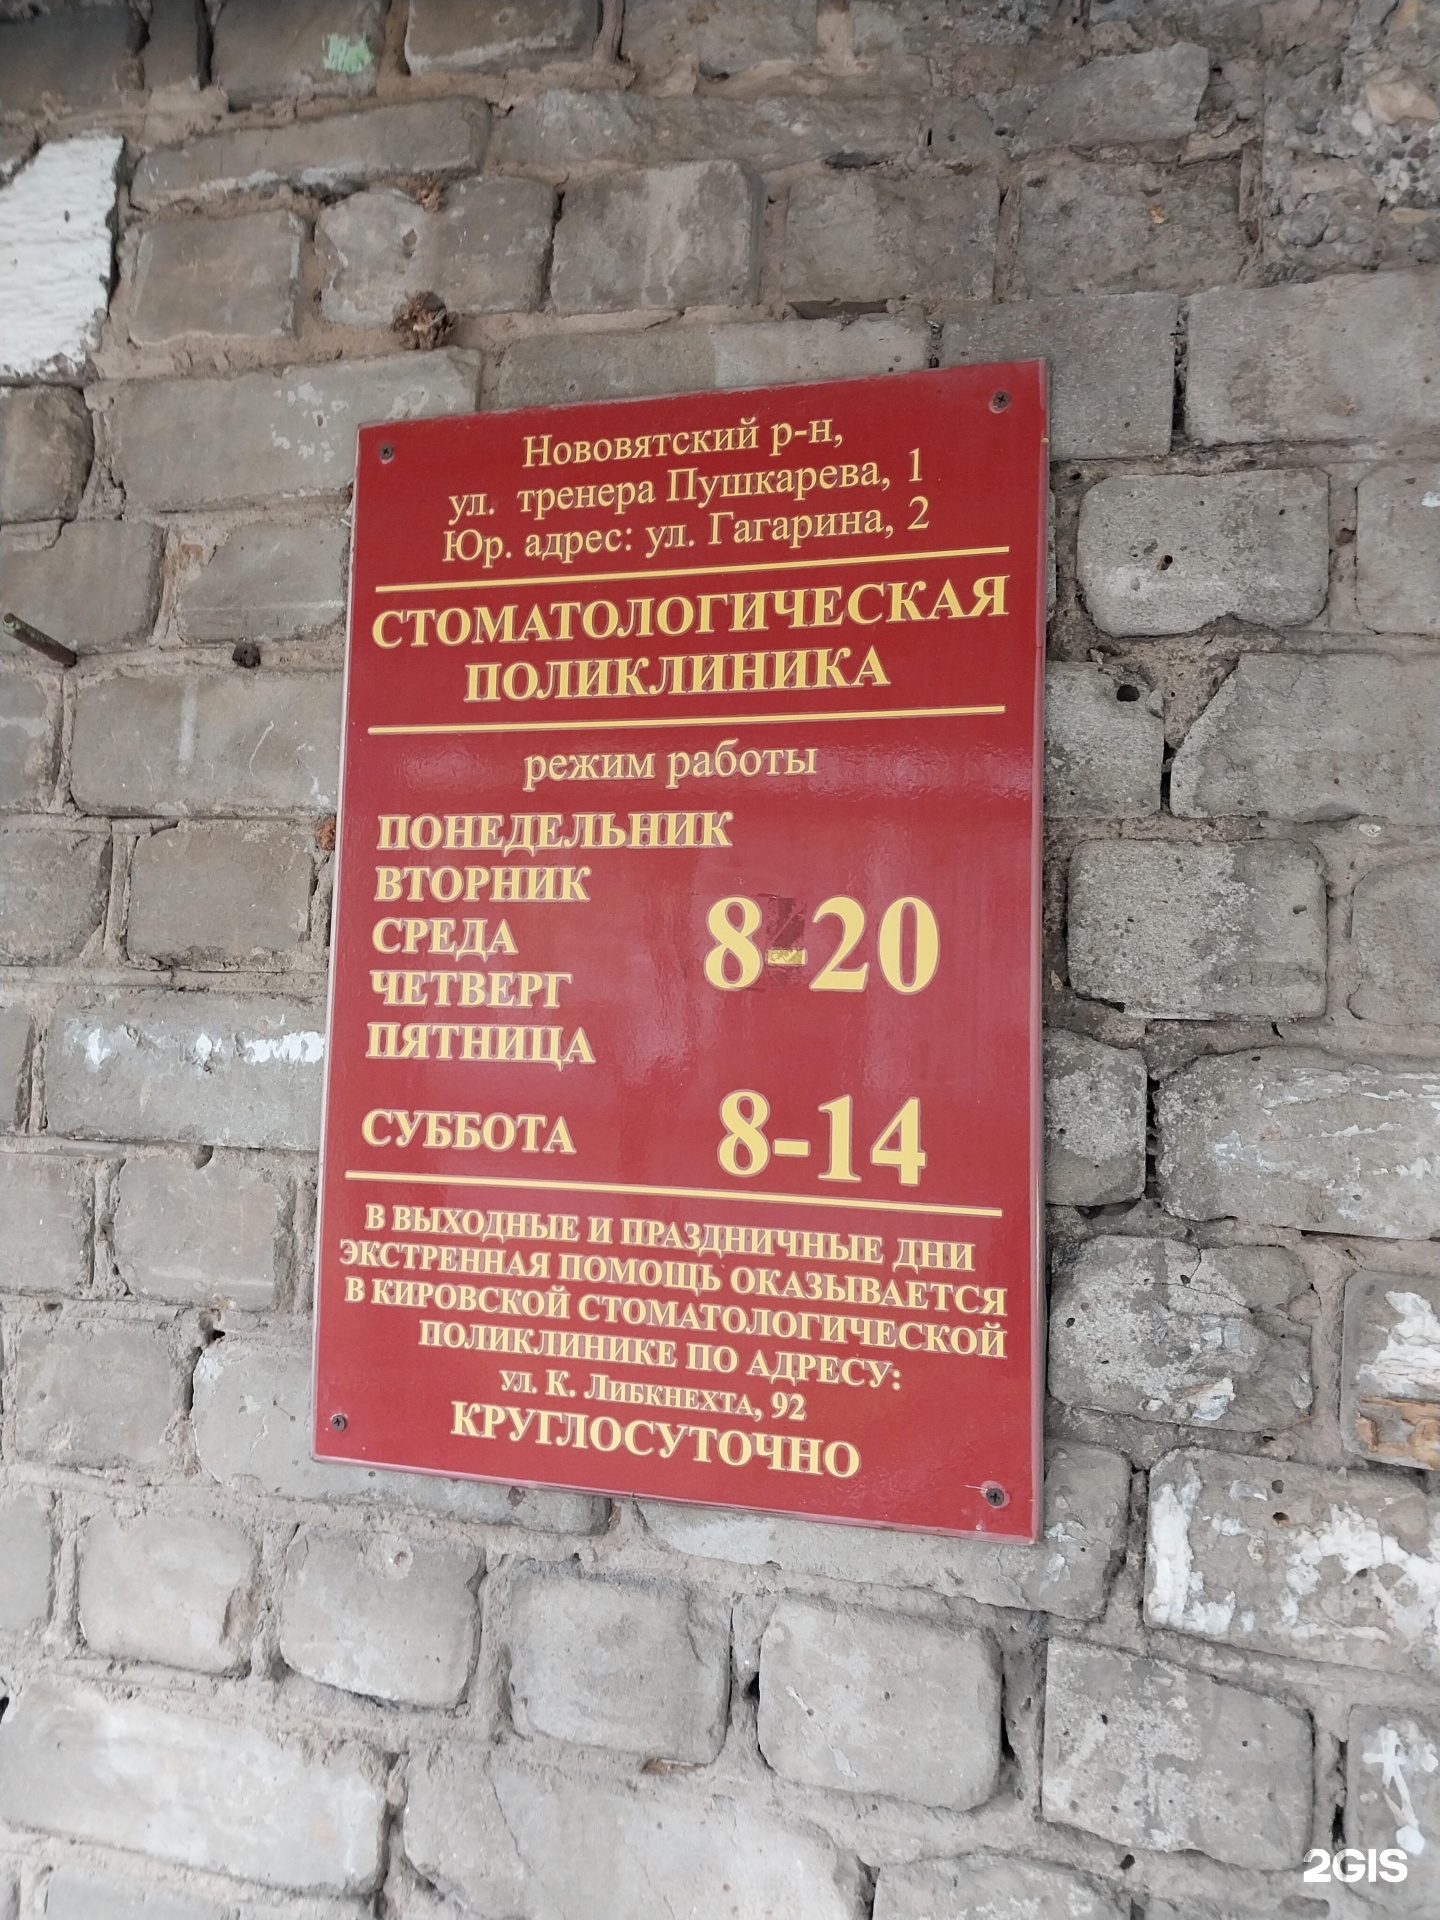 Нововятский р-н,
ул. тренера Пушкарева, 1
Юр. адрес: ул. Гагарина, 2
СТОМАТОЛОГИЧЕСКАЯ
ПОЛИКЛИНИКА
режим работы
ПОНЕДЕЛЬНИК
ВТОРНИК
СРЕДА
8-20
ЧЕТВЕРГ
ПЯТНИЦА
СУББОТА 8-14
В ВЫХОДНЫЕ И ПРАЗДНИЧНЫЕ ДНИ
ЭКСТРЕННАЯ ПОМОЩЬ ОКАЗЫВАЕТСЯ
В КИРОВСКОЙ СТОМАТОЛОГИЧЕСКОЙ
ПОЛИКЛИНИКЕ ПО АДРЕСУ:
УЛ. К. ЛИБКНЕХТА, 92
КРУГЛОСУТОЧНО
2GIS